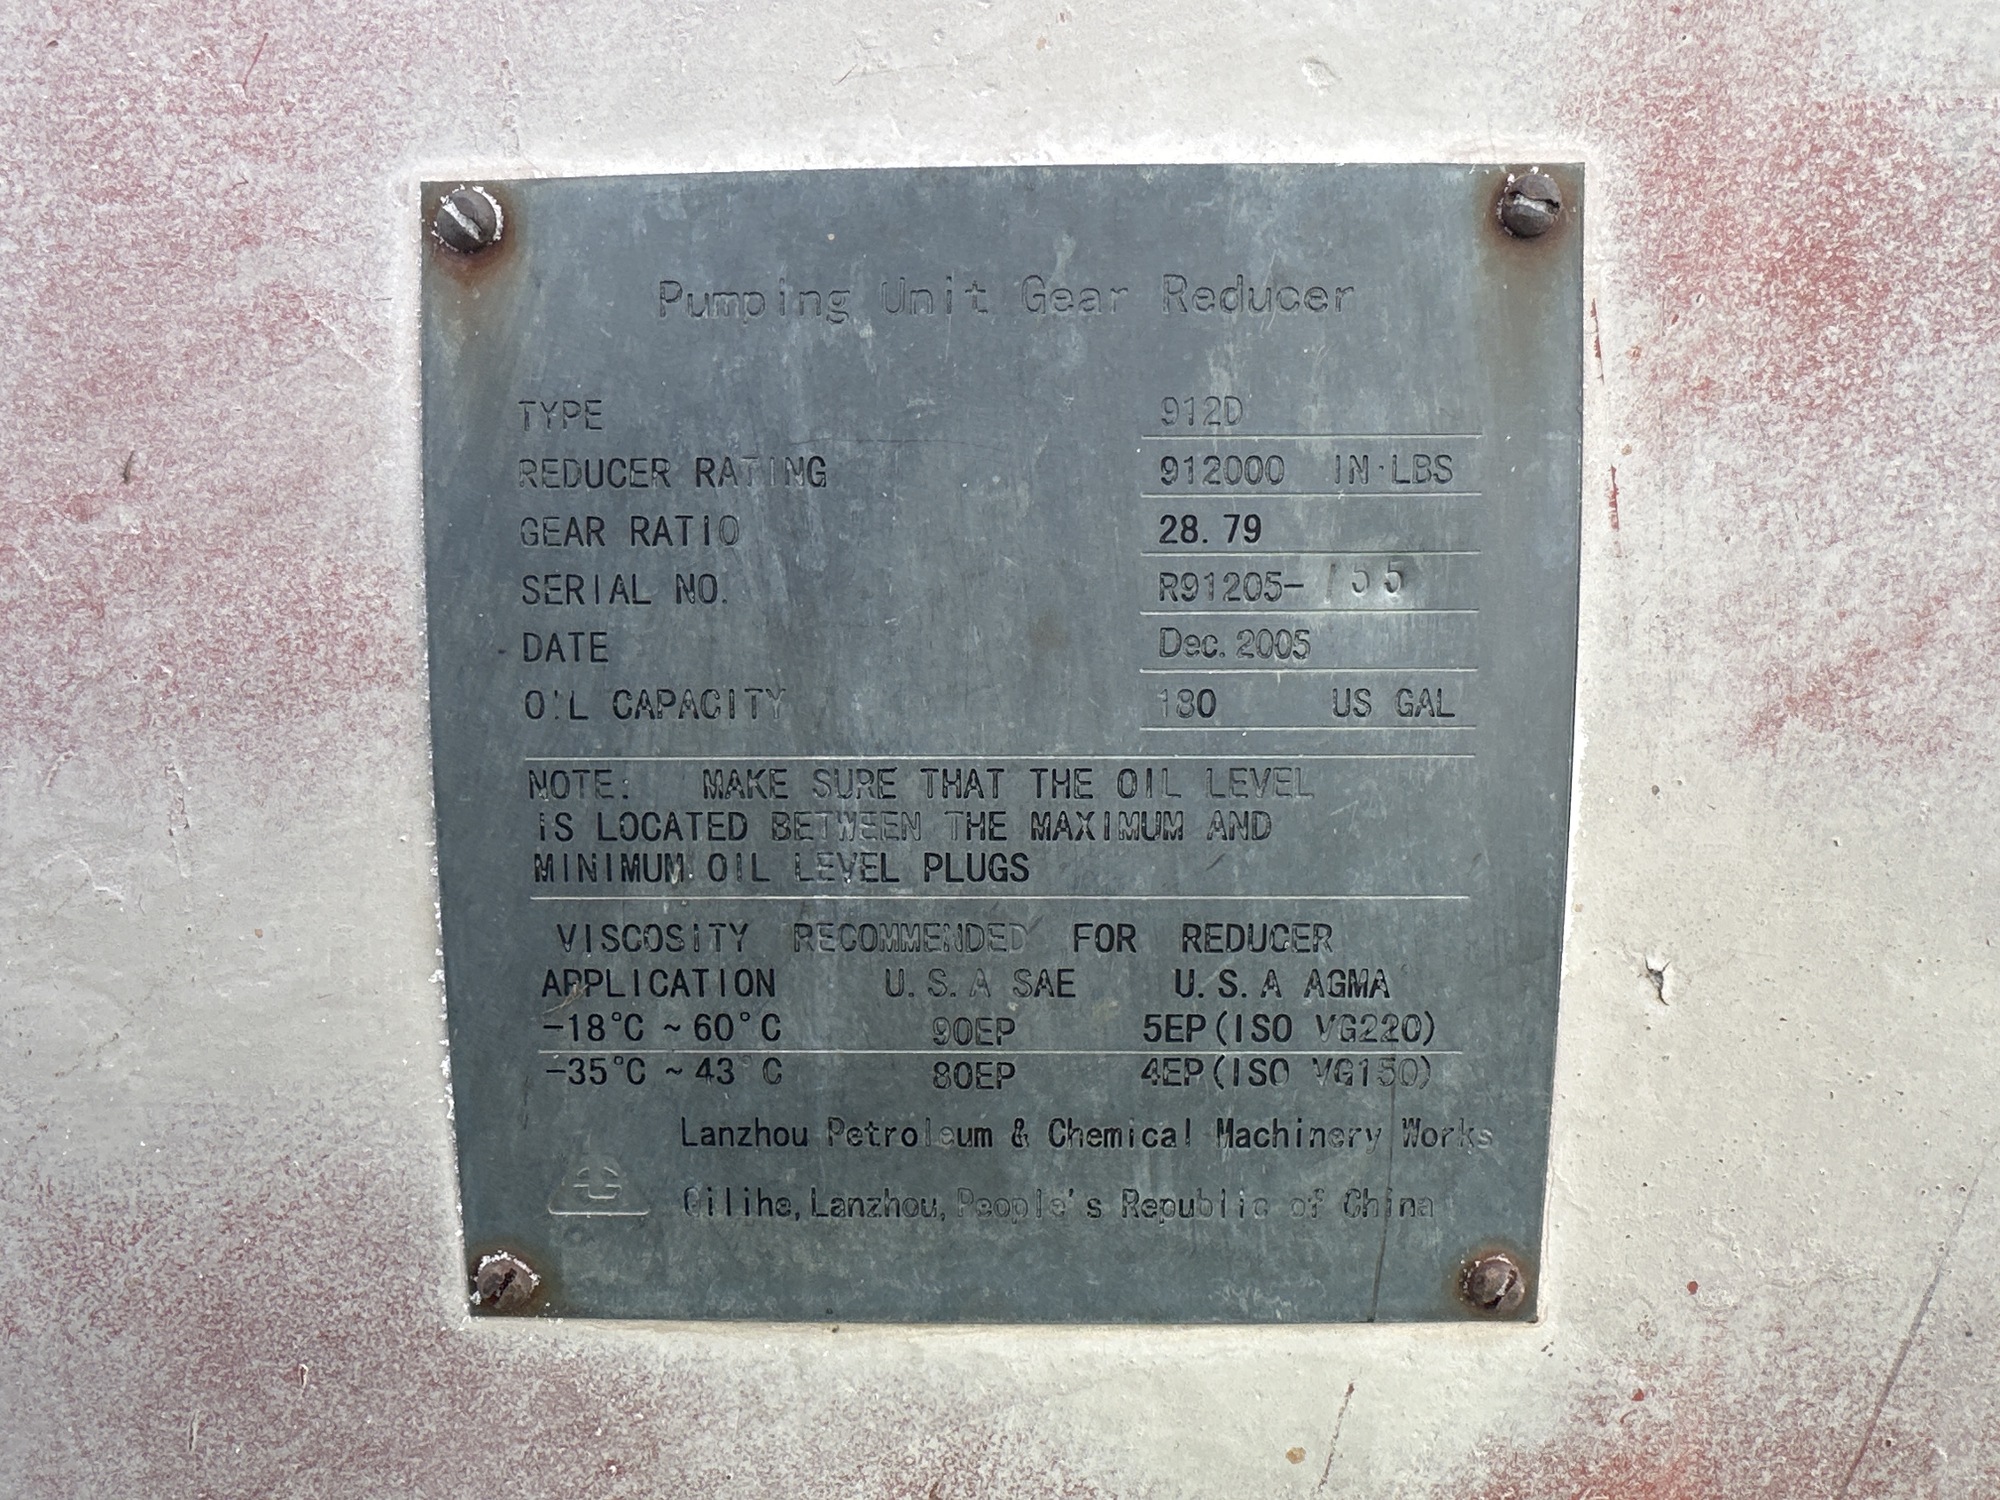 Pumping Unit Gear Reducer
TYPE 912D
REDUCER RATING 912000 IN·LBS
GEAR RATIO 28.79
SERIAL NO. R91205-155
DATE Dec. 2005
OIL CAPACITY 180 US GAL
NOTE: MAKE SURE THAT THE OIL LEVEL
IS LOCATED BETWEEN THE MAXIMUM AND
MINIMUM OIL LEVEL PLUGS
VISCOSITY RECOMMENDED FOR REDUCER
APPLICATION U.S.A SAE U.S.A AGMA
-18°C ~ 60°C 90EP 5EP(ISO VG220)
-35°C ~ 43°C 80EP 4EP(ISO VG150)
Lanzhou Petroleum & Chemical Machinery Works
Qilihe, Lanzhou, People's Republic of China